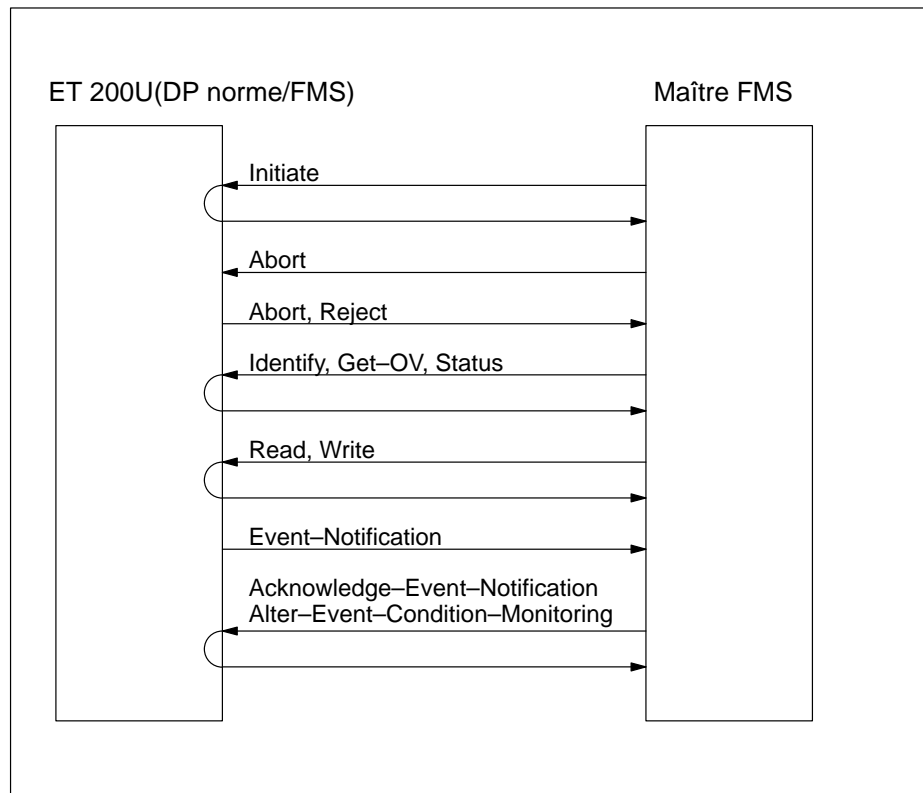 ET 200U(DP norme/FMS)
Maître FMS
Initiate
Abort
Abort, Reject
Identify, Get–OV, Status
Read, Write
Event–Notification
Acknowledge–Event–Notification
Alter–Event–Condition–Monitoring